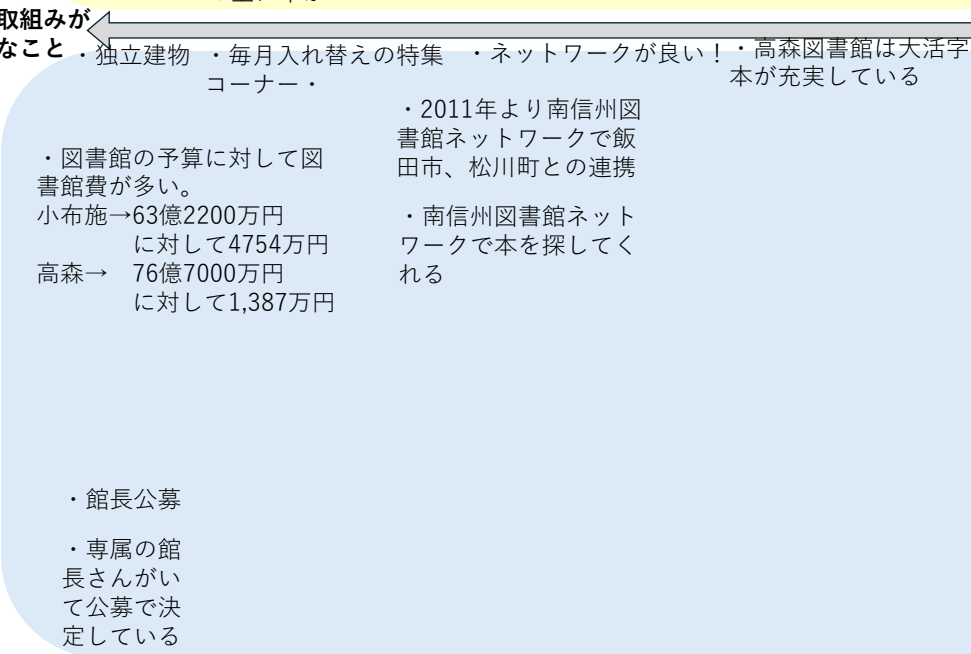 取組みが
なこと
・独立建物
・毎月入れ替えの特集
コーナー・
・ネットワークが良い！
・高森図書館は大活字
本が充実している
・2011年より南信州図
書館ネットワークで飯
田市、松川町との連携
・図書館の予算に対して図
書館費が多い。
小布施→63億2200万円
に対して4754万円
高森→ 76億7000万円
に対して1,387万円
・南信州図書館ネット
ワークで本を探してく
れる
・館長公募
・専属の館
長さんがい
て公募で決
定している